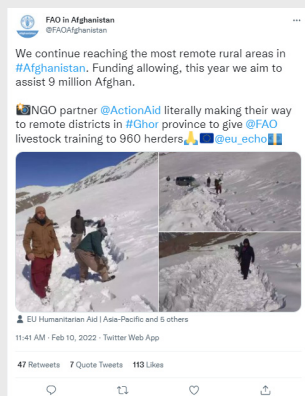 FAO in Afghanistan
@FAOAfghanistan
We continue reaching the most remote rural areas in
#Afghanistan. Funding allowing, this year we aim to
assist 9 million Afghan.
📸NGO partner @ActionAid literally making their way
to remote districts in #Ghor province to give @FAO
livestock training to 960 herders🙏 🇪🇺@eu_echo🇬🇹
EU Humanitarian Aid | Asia-Pacific and 5 others
11:41 AM · Feb 10, 2022 · Twitter Web App
47 Retweets 7 Quote Tweets 113 Likes